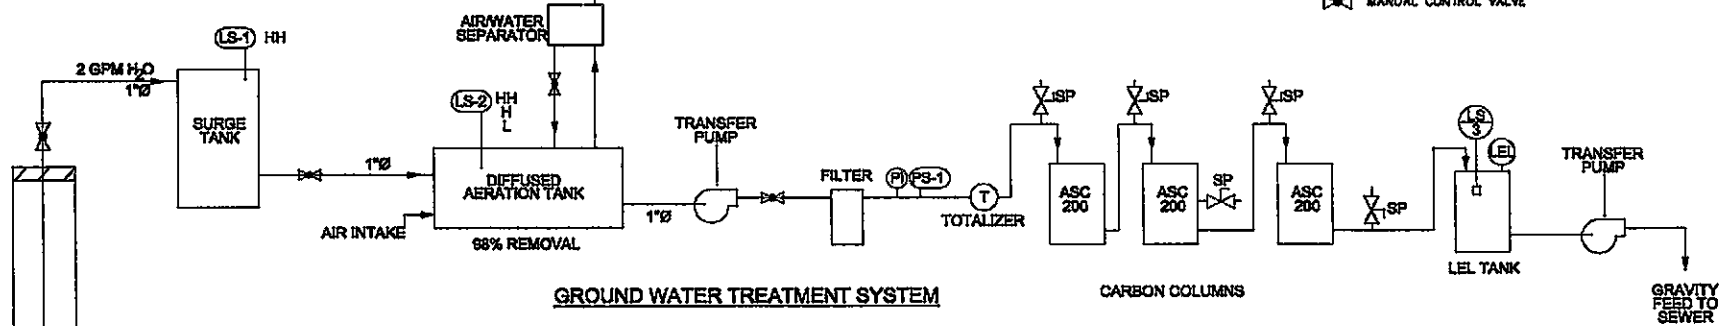 MANUAL CONTROL VALVE
AIR/WATER
SEPARATOR
LS-1 HH
2 GPM H2O
1"Ø
SURGE
TANK
LS-2 HH
H
L
1"Ø
DIFFUSED
AERATION TANK
AIR INTAKE
98% REMOVAL
TRANSFER
PUMP
1"Ø
FILTER
PI
PS-1
T
TOTALIZER
SP
SP
SP
ASC
200
ASC
200
SP
ASC
200
SP
LS
3
LEL
LEL TANK
TRANSFER
PUMP
GRAVITY
FEED TO
SEWER
CARBON COLUMNS
GROUND WATER TREATMENT SYSTEM